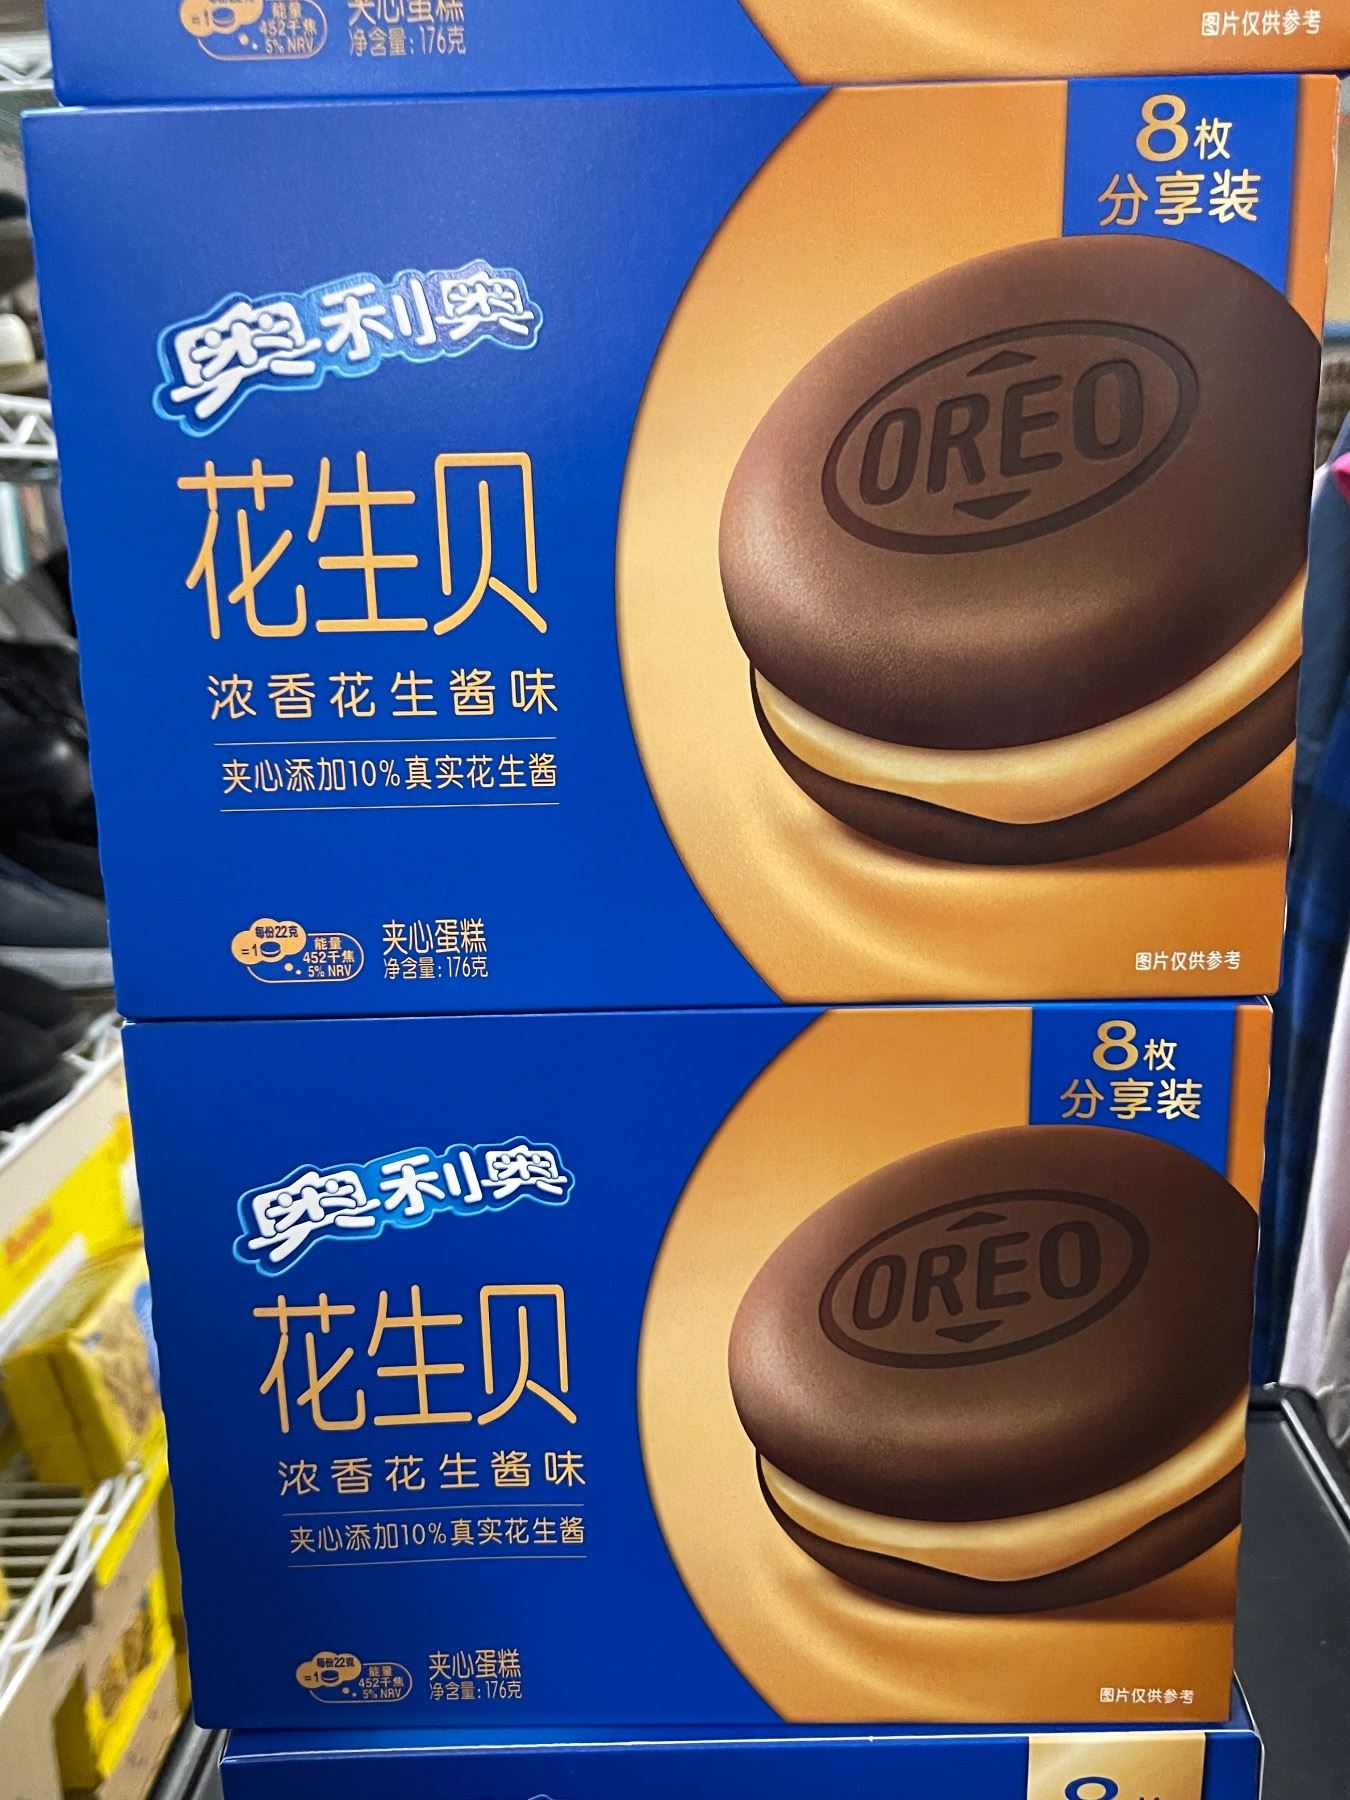 =1
能量
452千焦
5% NRV
夹心蛋糕
净含量:176克
图片仅供参考
8枚
分享装
奥利奥
OREO
花生贝
浓香花生酱味
夹心添加10%真实花生酱
每份22克
=1
能量
452千焦
5% NRV
夹心蛋糕
净含量:176克
图片仅供参考
8枚
分享装
奥利奥
OREO
花生贝
浓香花生酱味
夹心添加10%真实花生酱
每份22克
=1
能量
452千焦
5% NRV
夹心蛋糕
净含量:176克
图片仅供参考